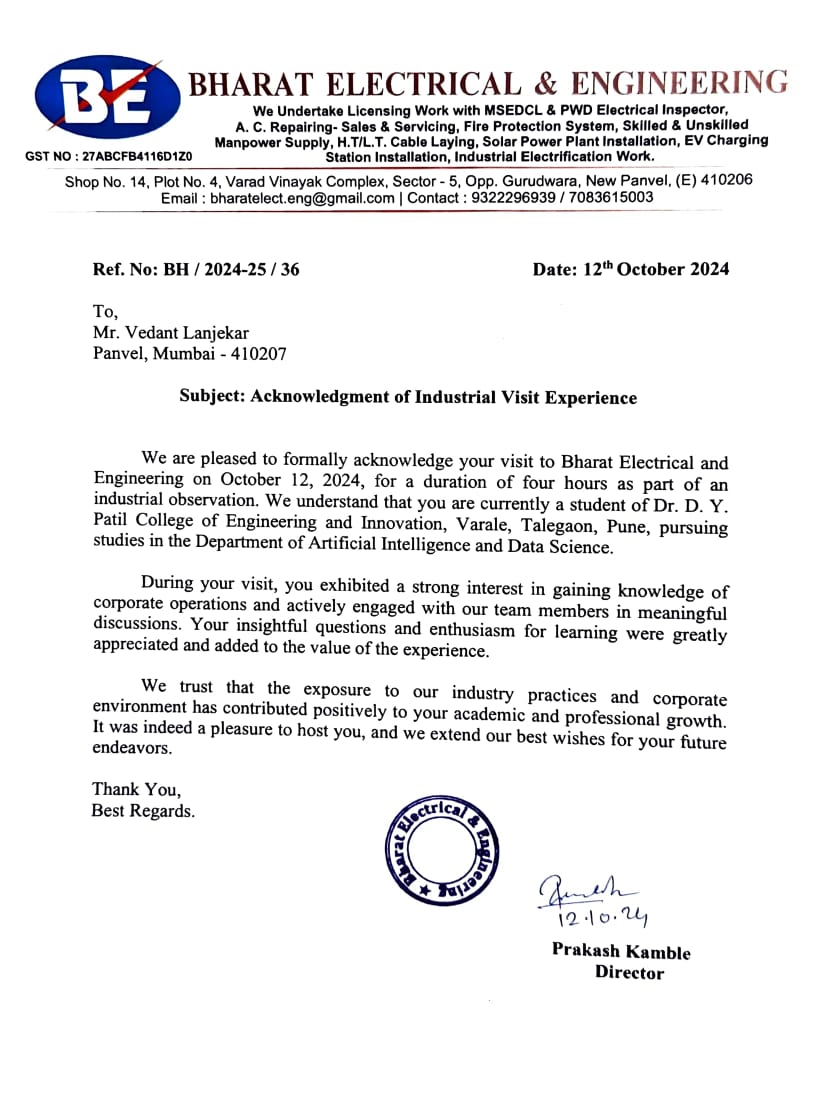 BE
BHARAT ELECTRICAL & ENGINEERING
We Undertake Licensing Work with MSEDCL & PWD Electrical Inspector,
A. C. Repairing- Sales & Servicing, Fire Protection System, Skilled & Unskilled
Manpower Supply, H.T/L.T. Cable Laying, Solar Power Plant Installation, EV Charging
Station Installation, Industrial Electrification Work.
GST NO : 27ABCFB4116D1Z0
Shop No. 14, Plot No. 4, Varad Vinayak Complex, Sector - 5, Opp. Gurudwara, New Panvel, (E) 410206
Email : bharatelect.eng@gmail.com | Contact : 9322296939 / 7083615003
Ref. No: BH / 2024-25 / 36 Date: 12th October 2024
To,
Mr. Vedant Lanjekar
Panvel, Mumbai - 410207
Subject: Acknowledgment of Industrial Visit Experience
We are pleased to formally acknowledge your visit to Bharat Electrical and
Engineering on October 12, 2024, for a duration of four hours as part of an
industrial observation. We understand that you are currently a student of Dr. D. Y.
Patil College of Engineering and Innovation, Varale, Talegaon, Pune, pursuing
studies in the Department of Artificial Intelligence and Data Science.
During your visit, you exhibited a strong interest in gaining knowledge of
corporate operations and actively engaged with our team members in meaningful
discussions. Your insightful questions and enthusiasm for learning were greatly
appreciated and added to the value of the experience.
We trust that the exposure to our industry practices and corporate
environment has contributed positively to your academic and professional growth.
It was indeed a pleasure to host you, and we extend our best wishes for your future
endeavors.
Thank You,
Best Regards.
Bharat Electrical & Engineering ★
12.10.24
Prakash Kamble
Director